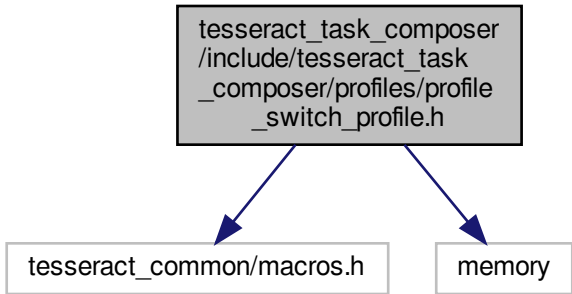 tesseract_task_composer
/include/tesseract_task
_composer/profiles/profile
_switch_profile.h
tesseract_common/macros.h
memory